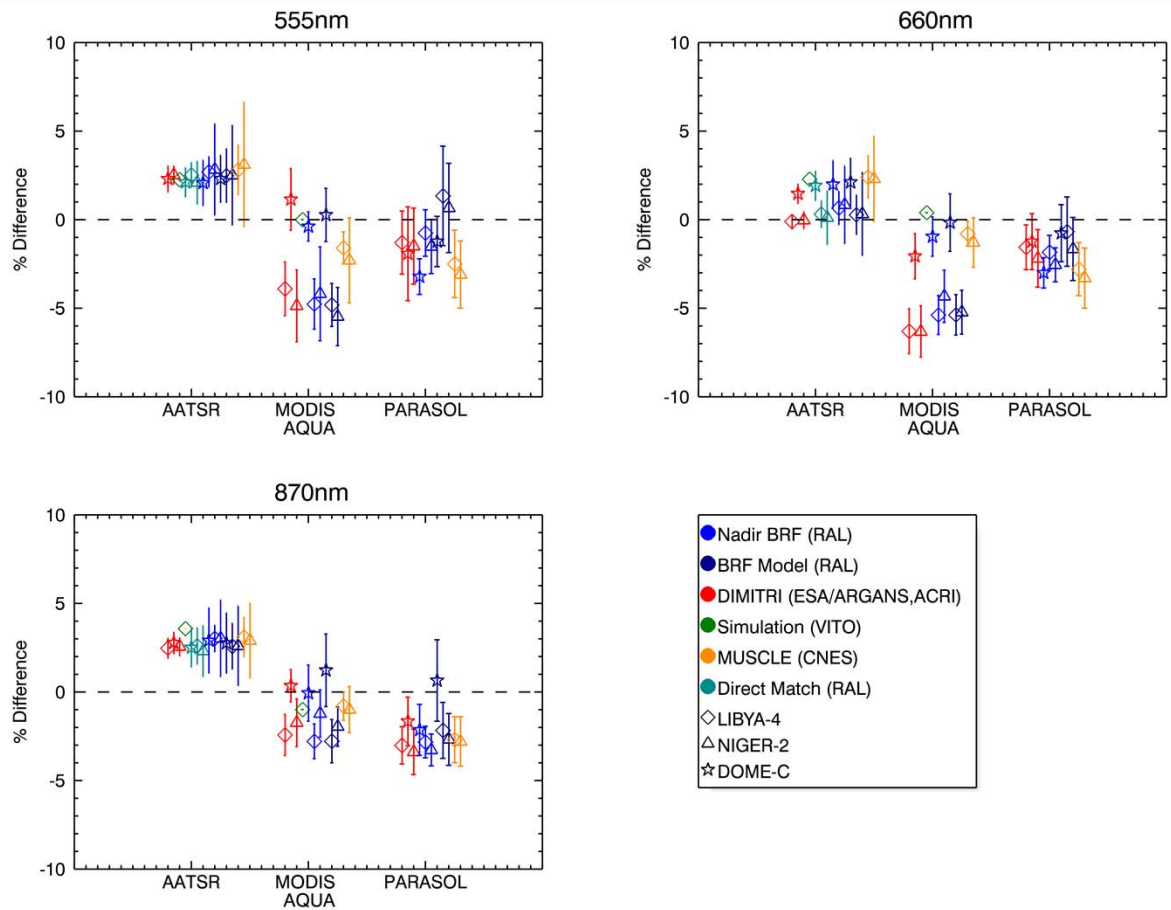 555nm
10
5
0
-5
-10
% Difference
AATSR
MODIS
AQUA
PARASOL
660nm
10
5
0
-5
-10
% Difference
AATSR
MODIS
AQUA
PARASOL
870nm
10
5
0
-5
-10
% Difference
AATSR
MODIS
AQUA
PARASOL
Nadir BRF (RAL)
BRF Model (RAL)
DIMITRI (ESA/ARGANS,ACRI)
Simulation (VITO)
MUSCLE (CNES)
Direct Match (RAL)
LIBYA-4
NIGER-2
DOME-C